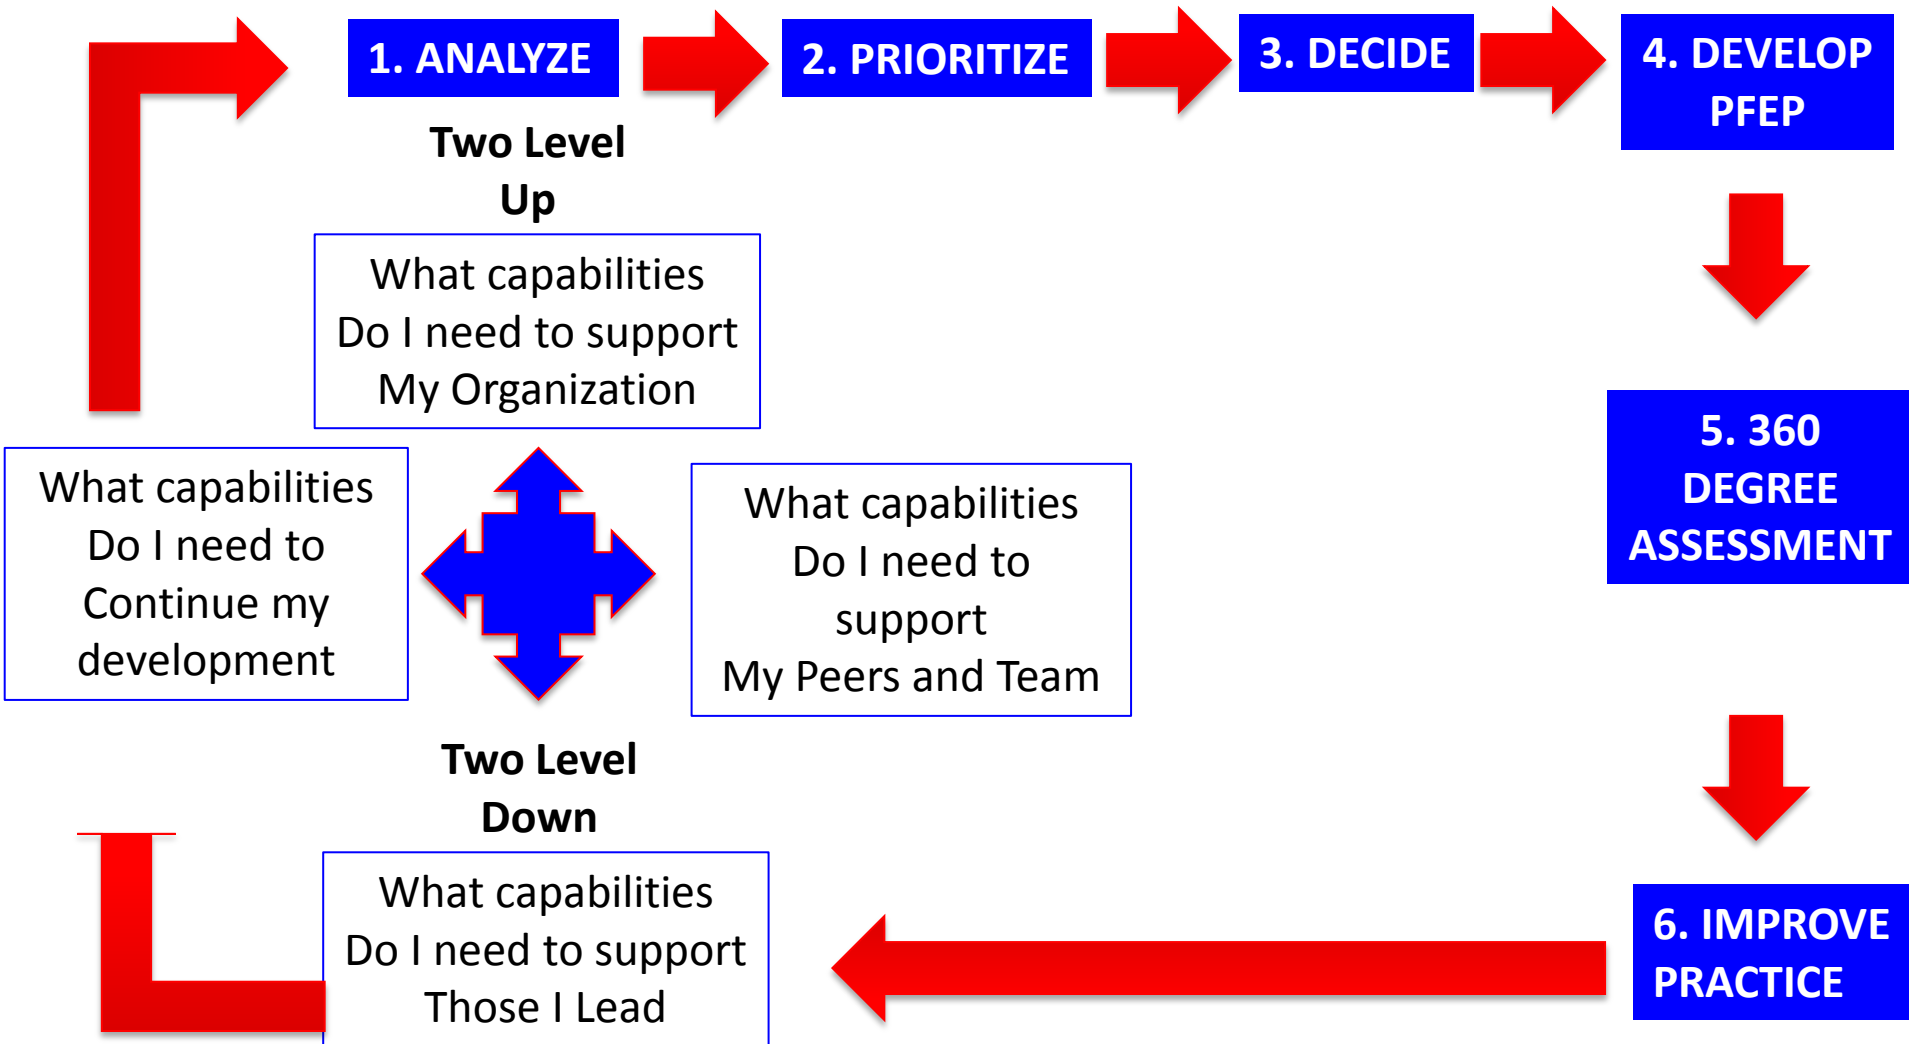 1. ANALYZE
2. PRIORITIZE
3. DECIDE
4. DEVELOP
PFEP
Two Level
Up
What capabilities
Do I need to support
My Organization
What capabilities
Do I need to
Continue my
development
What capabilities
Do I need to
support
My Peers and Team
5. 360
DEGREE
ASSESSMENT
Two Level
Down
What capabilities
Do I need to support
Those I Lead
6. IMPROVE
PRACTICE